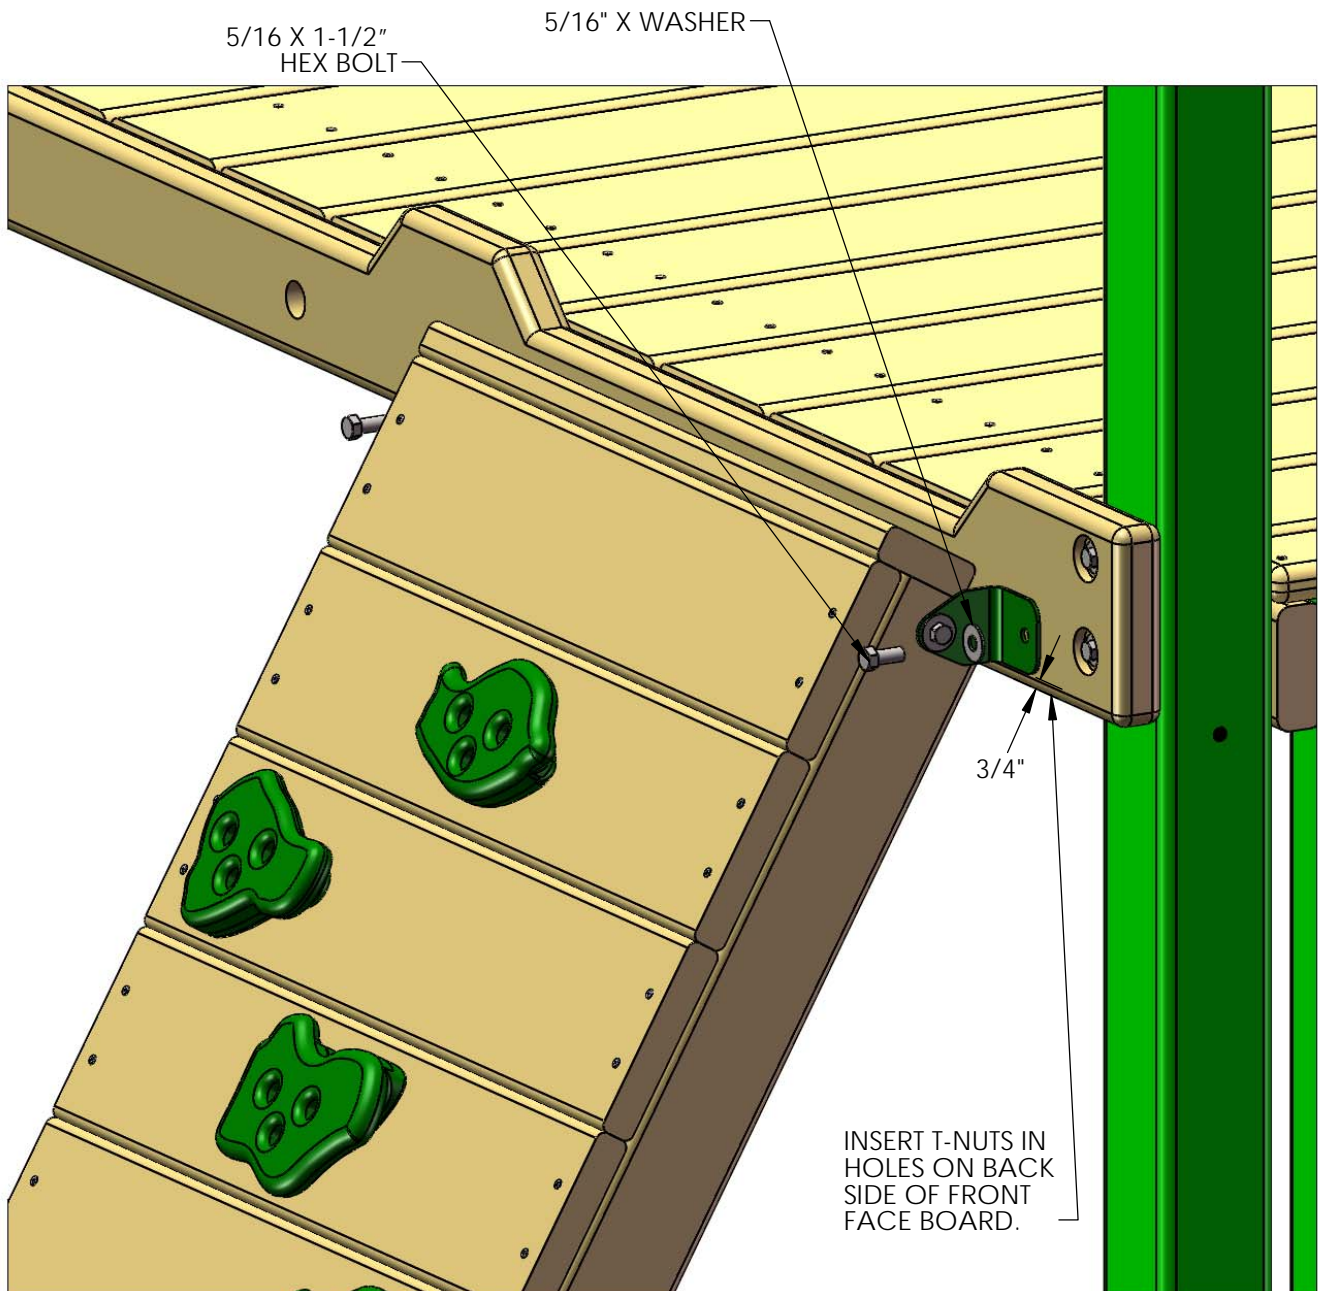 5/16 X 1-1/2”
HEX BOLT
5/16" X WASHER
3/4"
INSERT T-NUTS IN
HOLES ON BACK
SIDE OF FRONT
FACE BOARD.